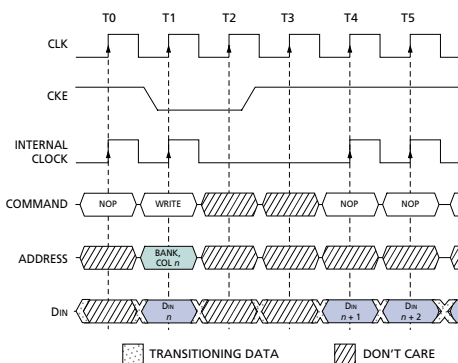 T0 T1 T2 T3 T4 T5
CLK
CKE
INTERNAL
CLOCK
COMMAND NOP WRITE NOP NOP
ADDRESS BANK,
COL n
DIN DIN
n DIN
n + 1 DIN
n + 2
TRANSITIONING DATA DON'T CARE